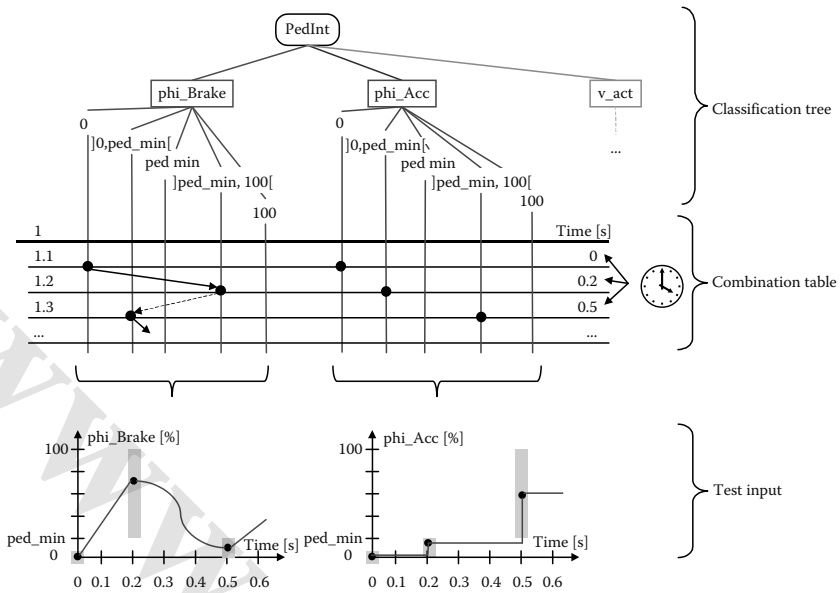 PedInt
phi_Brake
phi_Acc
v_act
Classification tree
0
0
]0,ped_min[
]0,ped_min[
...
ped min
ped min
]ped_min, 100[
]ped_min, 100[
100
100
1
Time [s]
1.1
0
1.2
0.2
Combination table
1.3
0.5
...
...
phi_Brake [%]
phi_Acc [%]
100
100
Test input
ped_min
Time [s]
ped_min
Time [s]
0
0
0 0.1 0.2 0.3 0.4 0.5 0.6
0 0.1 0.2 0.3 0.4 0.5 0.6
WWW